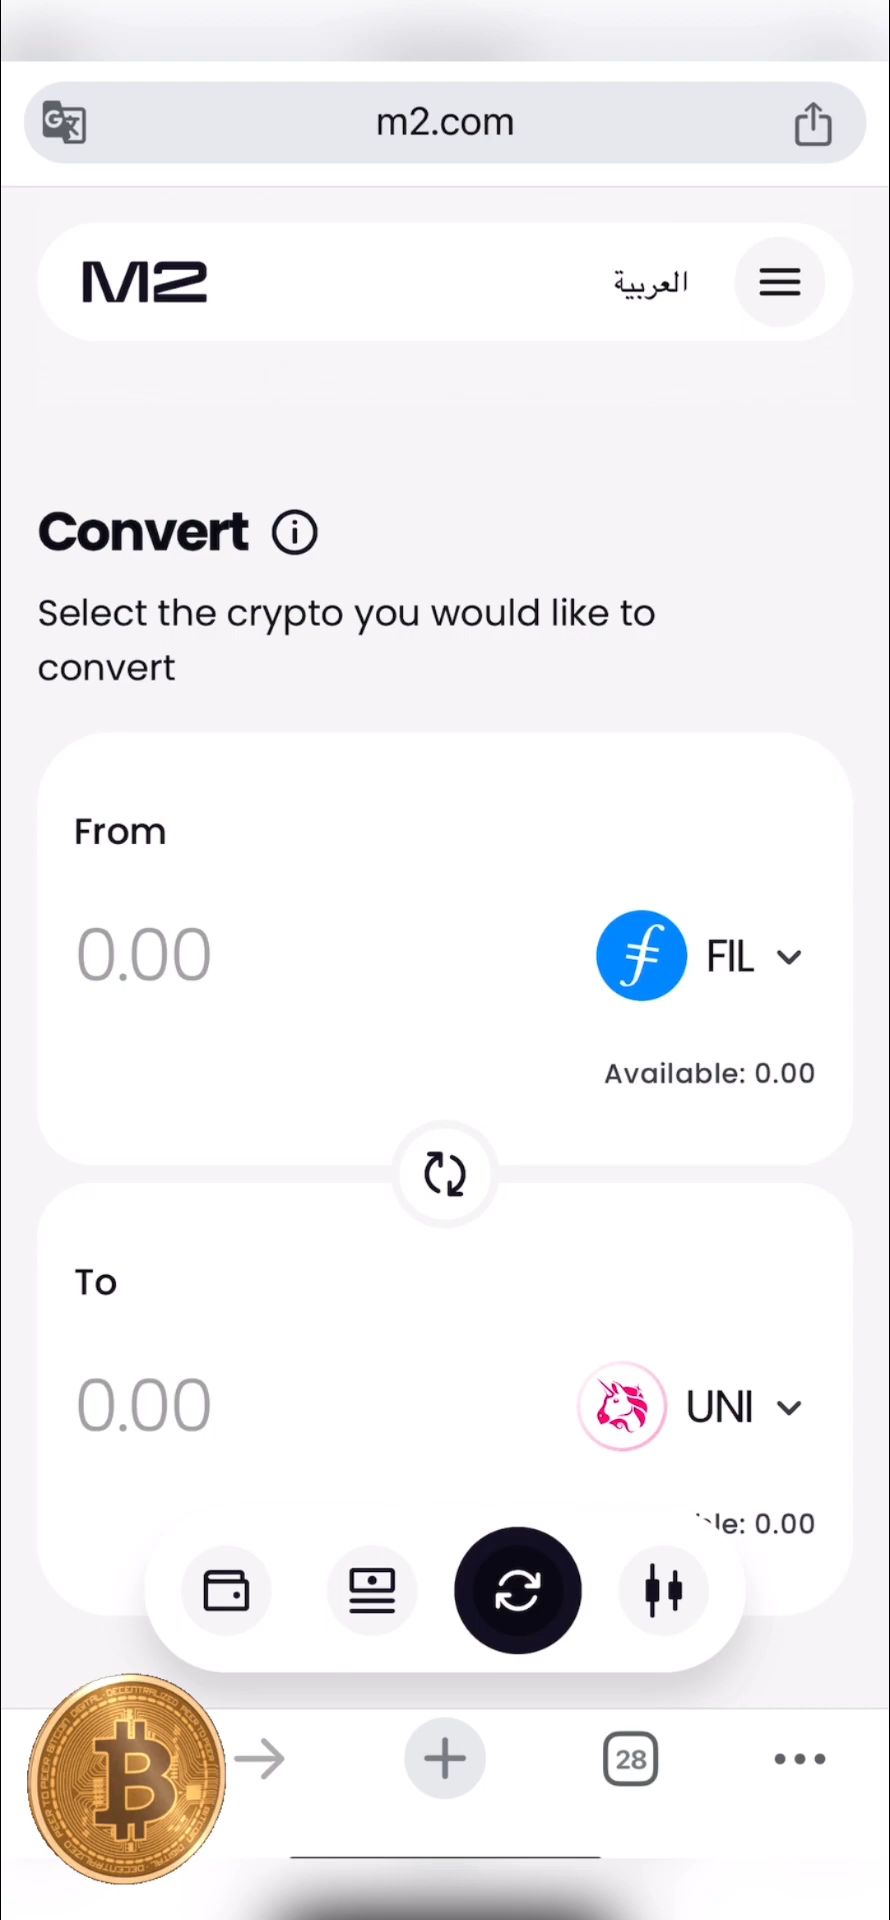 m2.com
M2
العربية
Convert
Select the crypto you would like to
convert
From
0.00
FIL
Available: 0.00
To
0.00
UNI
0.00
28